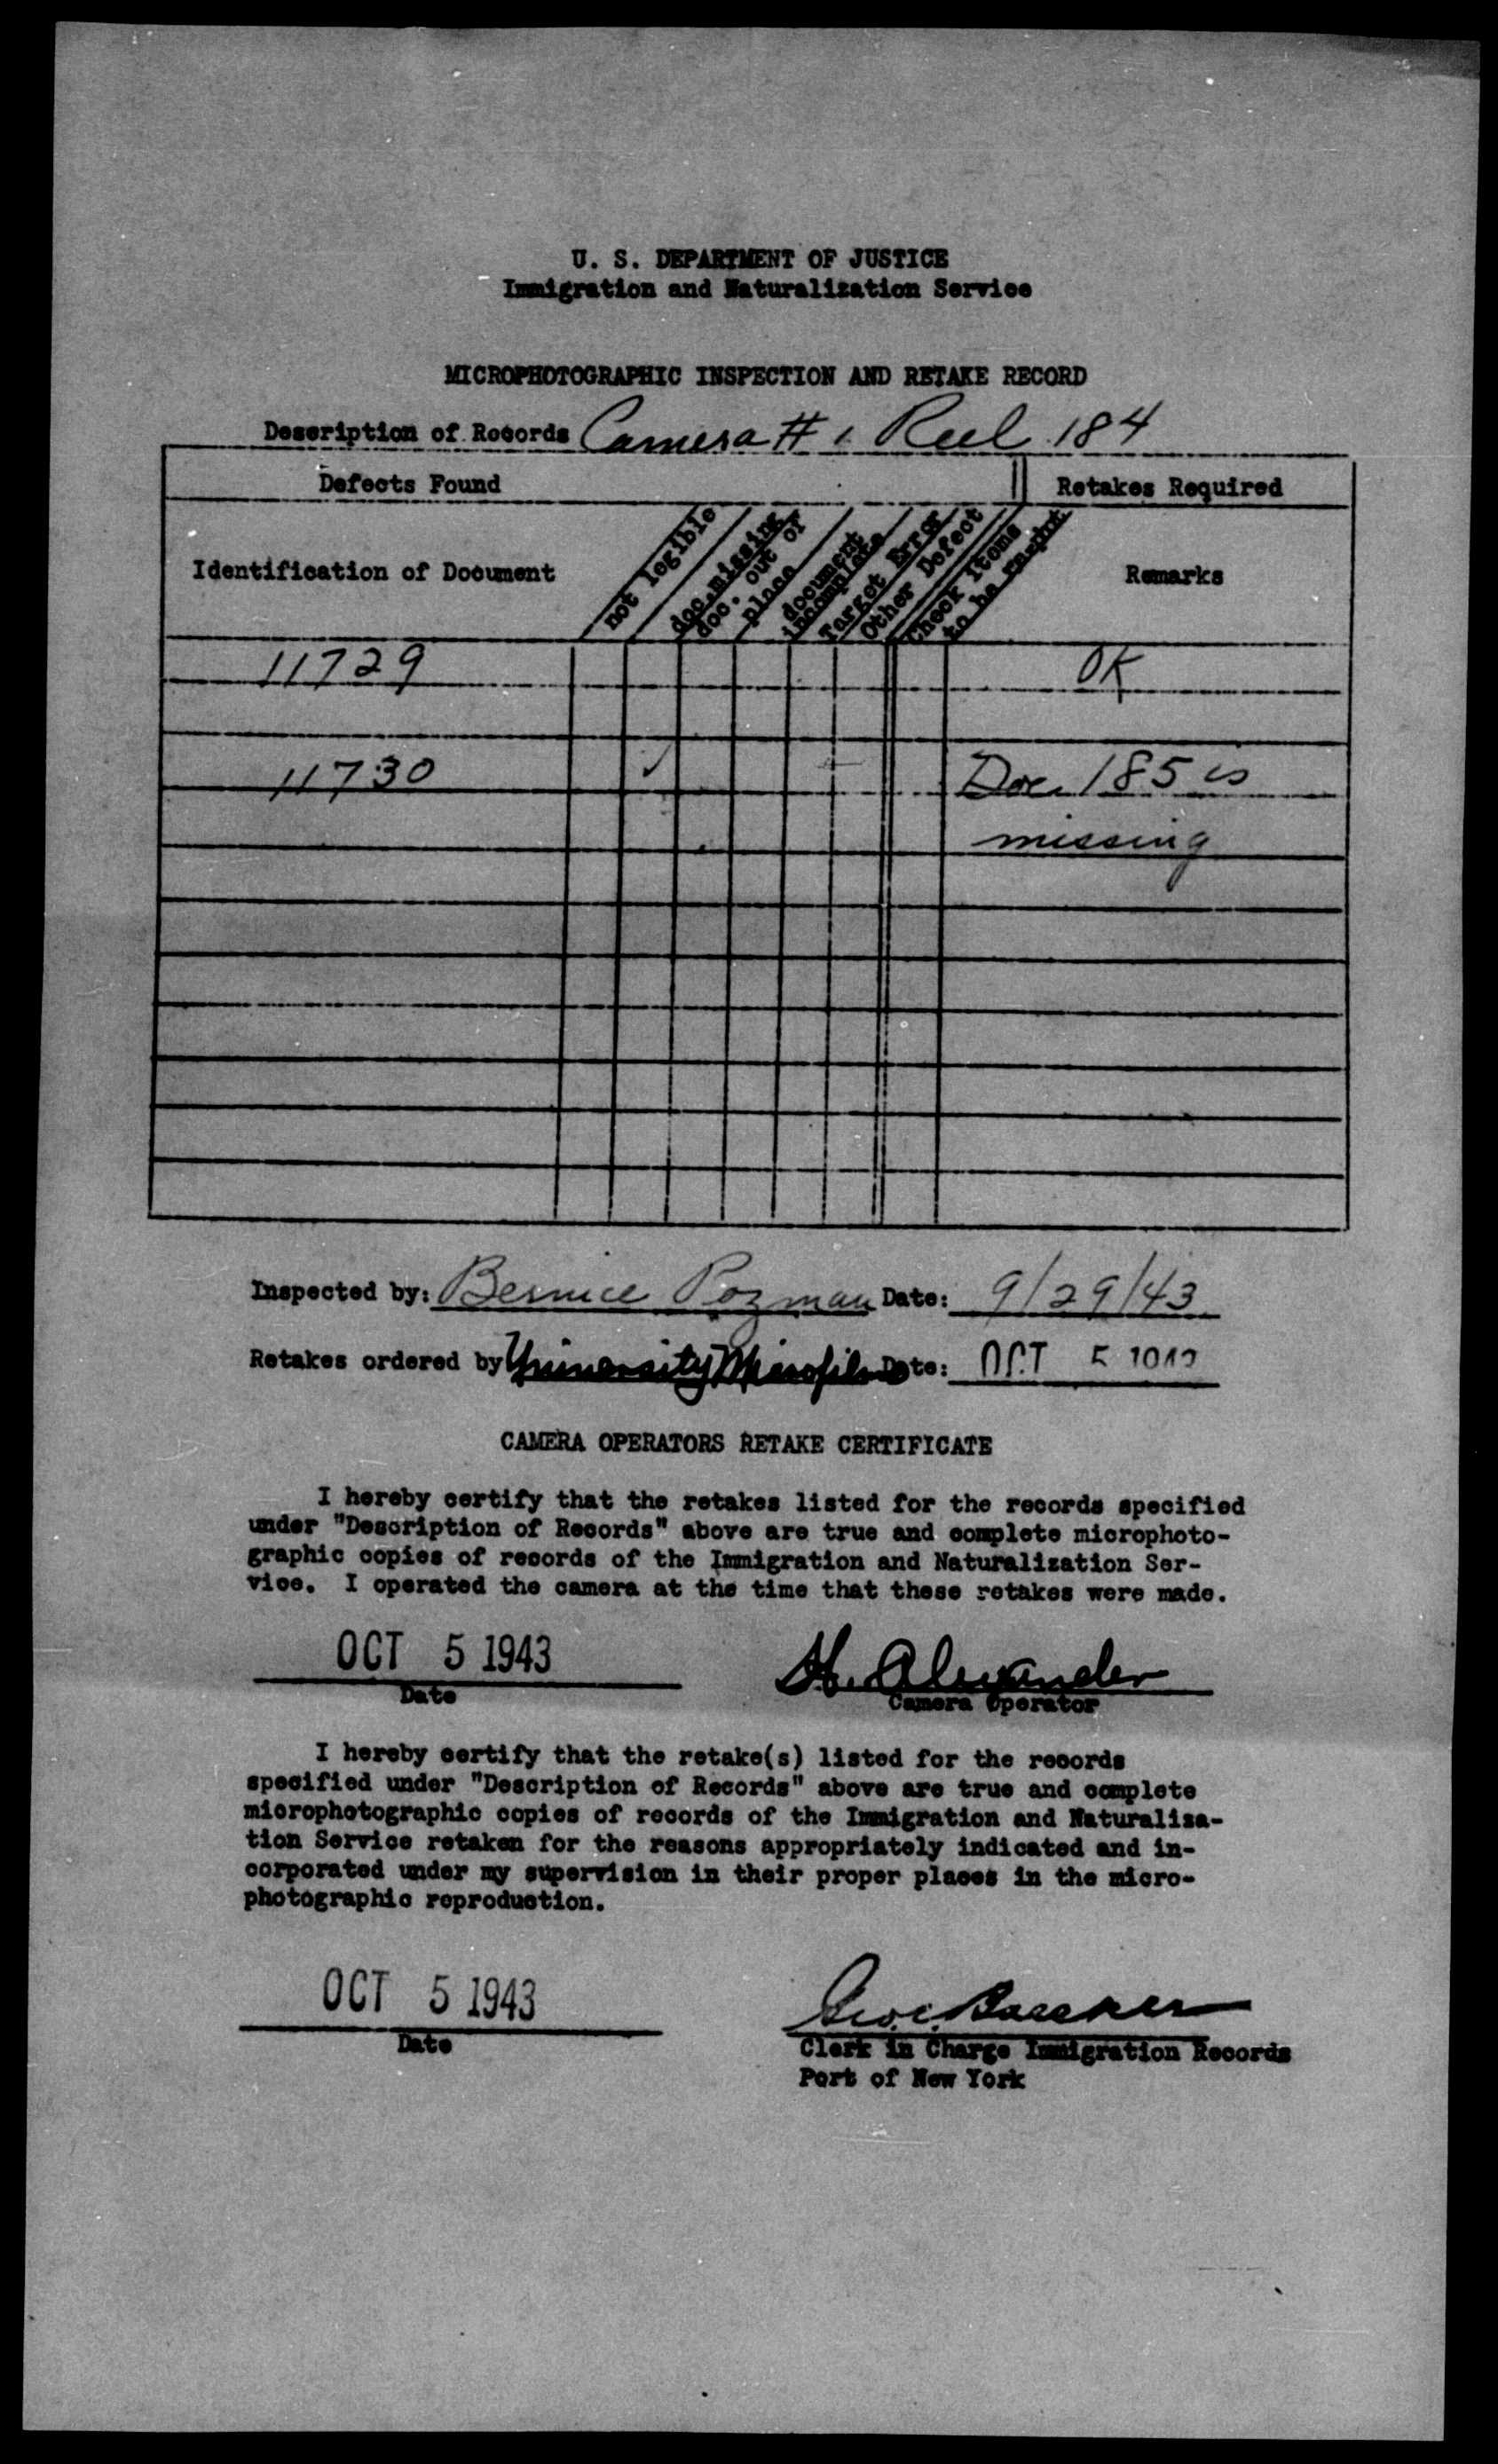 U. S. DEPARTMENT OF JUSTICE
Immigration and Naturalization Service
MICROPHOTOGRAPHIC INSPECTION AND RETAKE RECORD
Description of Records Camera # 1 Reel 184
Defects Found Retakes Required
Identification of Document
not legible
doc. missing
doc. out of
place
document
incomplete
Target Error
Other Defect
Check items
to be
Remarks
11729 OK
11730 ✓ Doc. 185 is
missing
Inspected by: Bernice Pozman Date: 9/29/43
Retakes ordered by University Microfilms Date: OCT 5 1943
CAMERA OPERATORS RETAKE CERTIFICATE
I hereby certify that the retakes listed for the records specified
under "Description of Records" above are true and complete microphoto-
graphic copies of records of the Immigration and Naturalization Ser-
vice. I operated the camera at the time that these retakes were made.
OCT 5 1943 H. Alexander
Date Camera Operator
I hereby certify that the retake(s) listed for the records
specified under "Description of Records" above are true and complete
microphotographic copies of records of the Immigration and Naturaliza-
tion Service retaken for the reasons appropriately indicated and in-
corporated under my supervision in their proper places in the micro-
photographic reproduction.
OCT 5 1943
Date Clerk in Charge Immigration Records
Port of New York